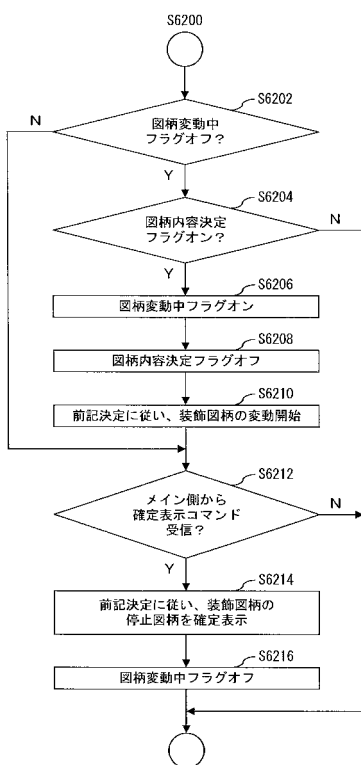 S6200
S6202
図柄変動中
フラグオフ?
N
Y
S6204
図柄内容決定
フラグオン?
N
Y
S6206
図柄変動中フラグオン
S6208
図柄内容決定フラグオフ
S6210
前記決定に従い、装飾図柄の変動開始
S6212
メイン側から
確定表示コマンド
受信?
N
Y
S6214
前記決定に従い、装飾図柄の
停止図柄を確定表示
S6216
図柄変動中フラグオフ